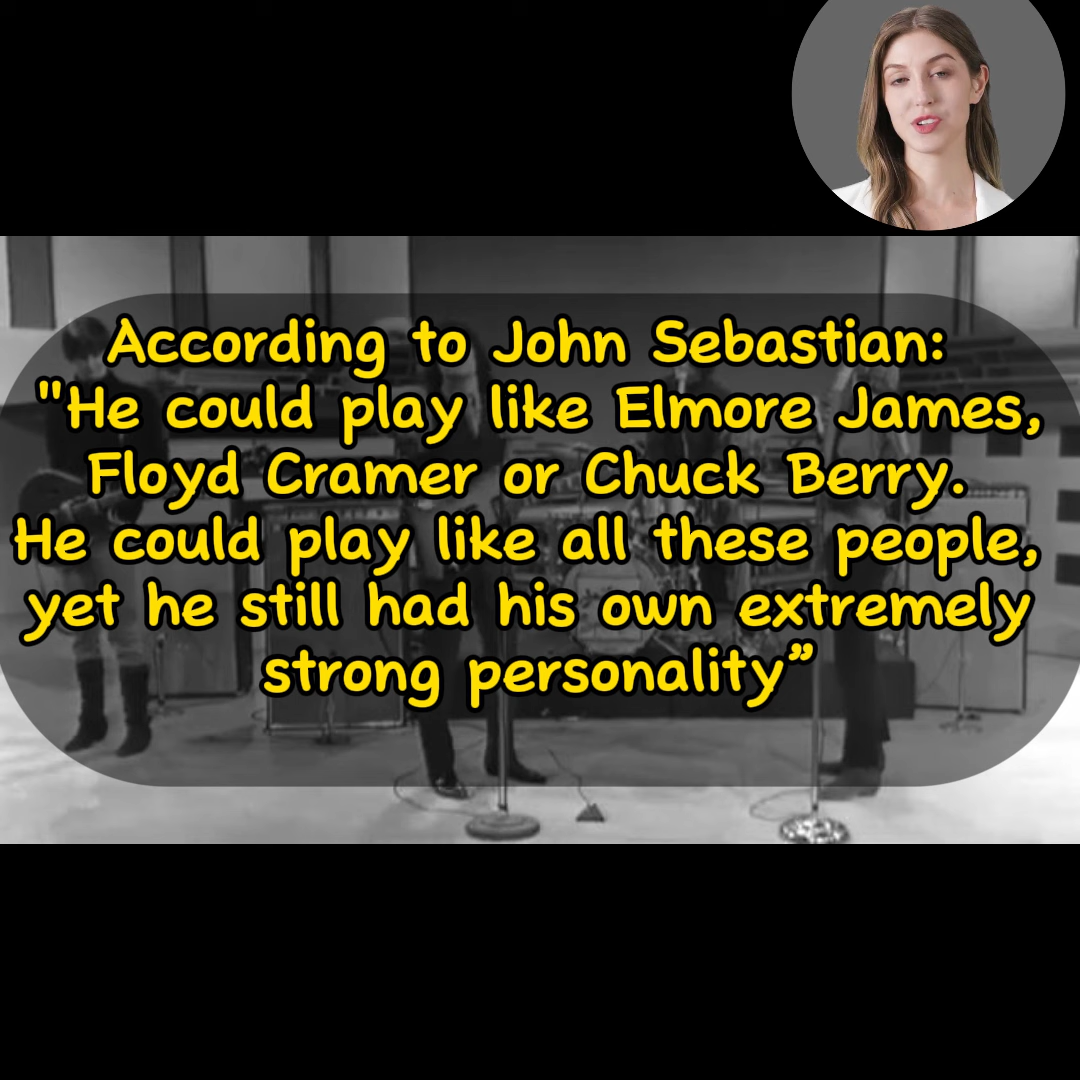 According to John Sebastian:
"He could play like Elmore James,
Floyd Cramer or Chuck Berry.
He could play like all these people,
yet he still had his own extremely
strong personality”